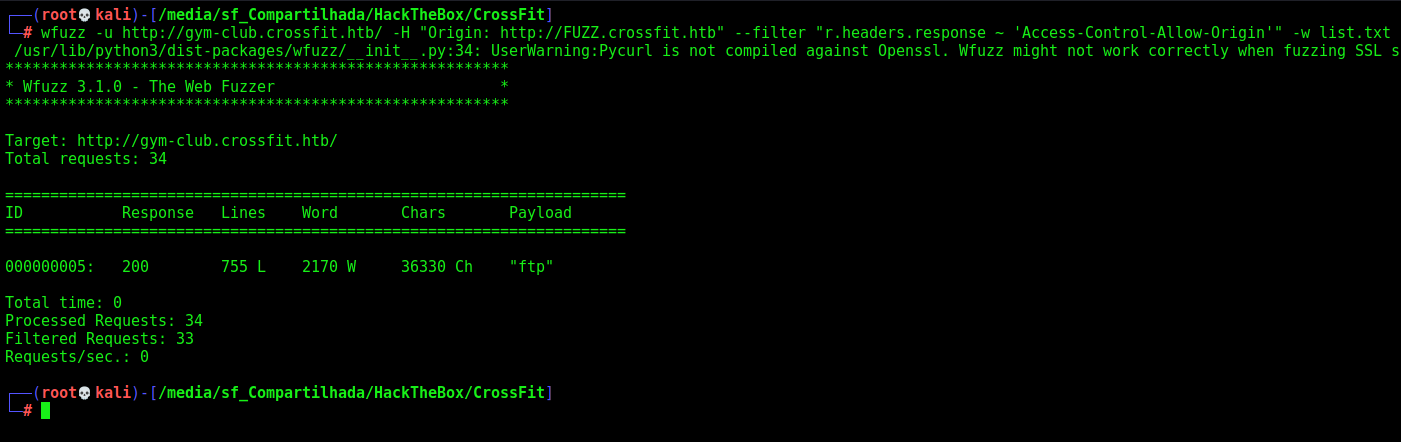 ┌──(root💀kali)-[/media/sf_Compartilhada/HackTheBox/CrossFit]
└─# wfuzz -u http://gym-club.crossfit.htb/ -H "Origin: http://FUZZ.crossfit.htb" --filter "r.headers.response ~ 'Access-Control-Allow-Origin'" -w list.txt
/usr/lib/python3/dist-packages/wfuzz/__init__.py:34: UserWarning:Pycurl is not compiled against Openssl. Wfuzz might not work correctly when fuzzing SSL s
********************************************************
* Wfuzz 3.1.0 - The Web Fuzzer                         *
********************************************************
Target: http://gym-club.crossfit.htb/
Total requests: 34
=====================================================================
ID           Response   Lines    Word       Chars       Payload
=====================================================================
000000005:   200        755 L    2170 W     36330 Ch    "ftp"
Total time: 0
Processed Requests: 34
Filtered Requests: 33
Requests/sec.: 0
┌──(root💀kali)-[/media/sf_Compartilhada/HackTheBox/CrossFit]
└─#